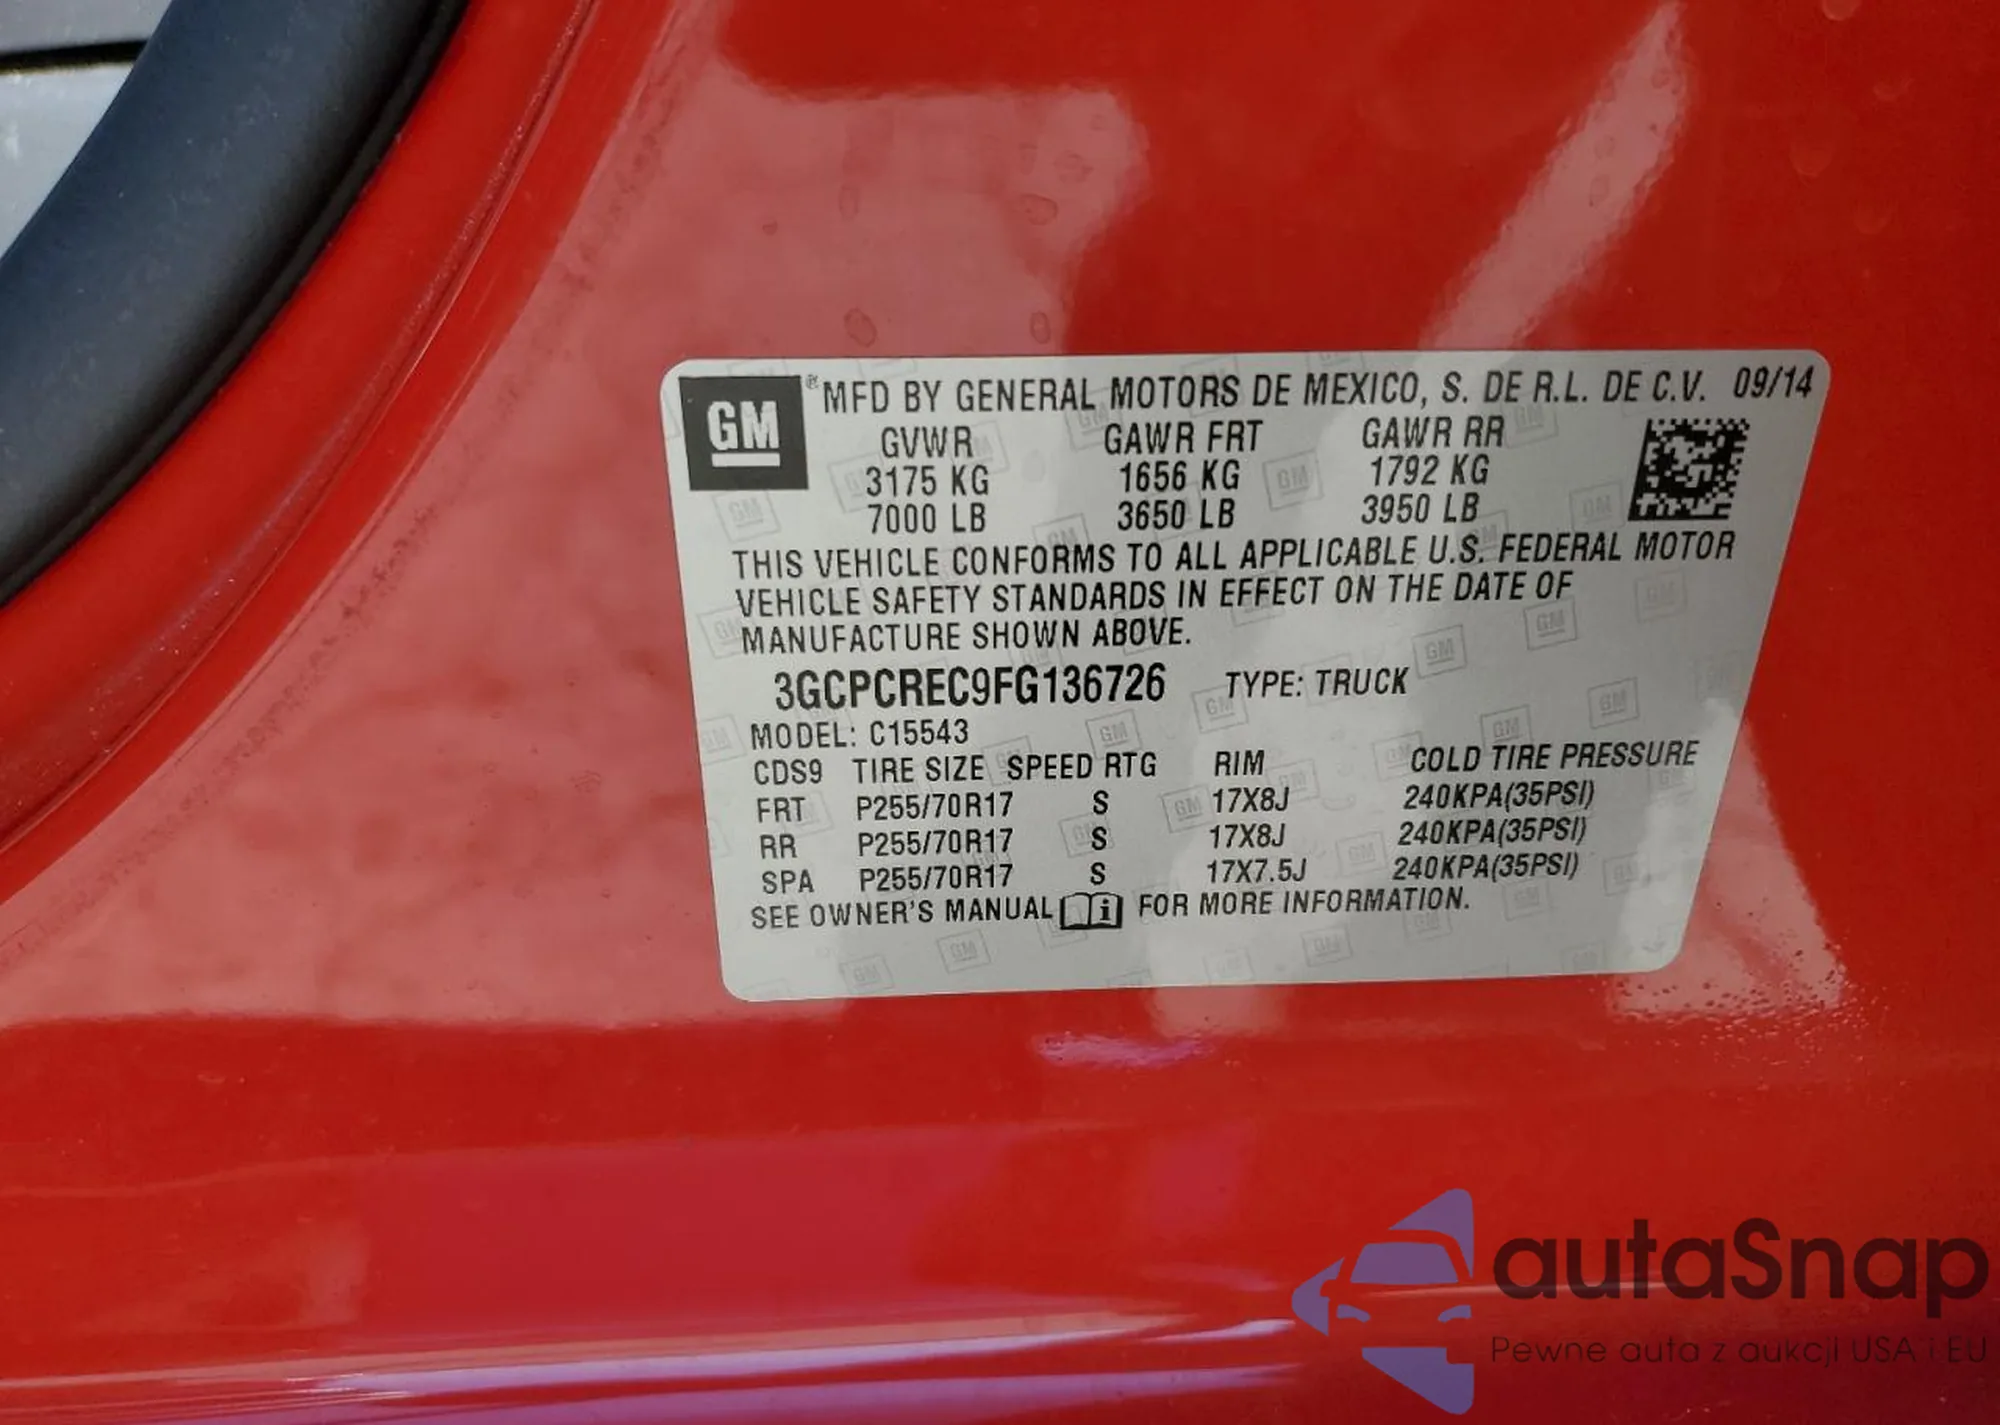 GM® MFD BY GENERAL MOTORS DE MEXICO, S. DE R.L. DE C.V. 09/14
GVWR GAWR FRT GAWR RR
3175 KG 1656 KG 1792 KG
7000 LB 3650 LB 3950 LB
THIS VEHICLE CONFORMS TO ALL APPLICABLE U.S. FEDERAL MOTOR
VEHICLE SAFETY STANDARDS IN EFFECT ON THE DATE OF
MANUFACTURE SHOWN ABOVE.
3GCPCREC9FG136726 TYPE: TRUCK
MODEL: C15543
CDS9 TIRE SIZE SPEED RTG RIM COLD TIRE PRESSURE
FRT P255/70R17 S 17X8J 240KPA(35PSI)
RR P255/70R17 S 17X8J 240KPA(35PSI)
SPA P255/70R17 S 17X7.5J 240KPA(35PSI)
SEE OWNER'S MANUAL FOR MORE INFORMATION.
autaSnap
Pewne auta z aukcji USA i EU